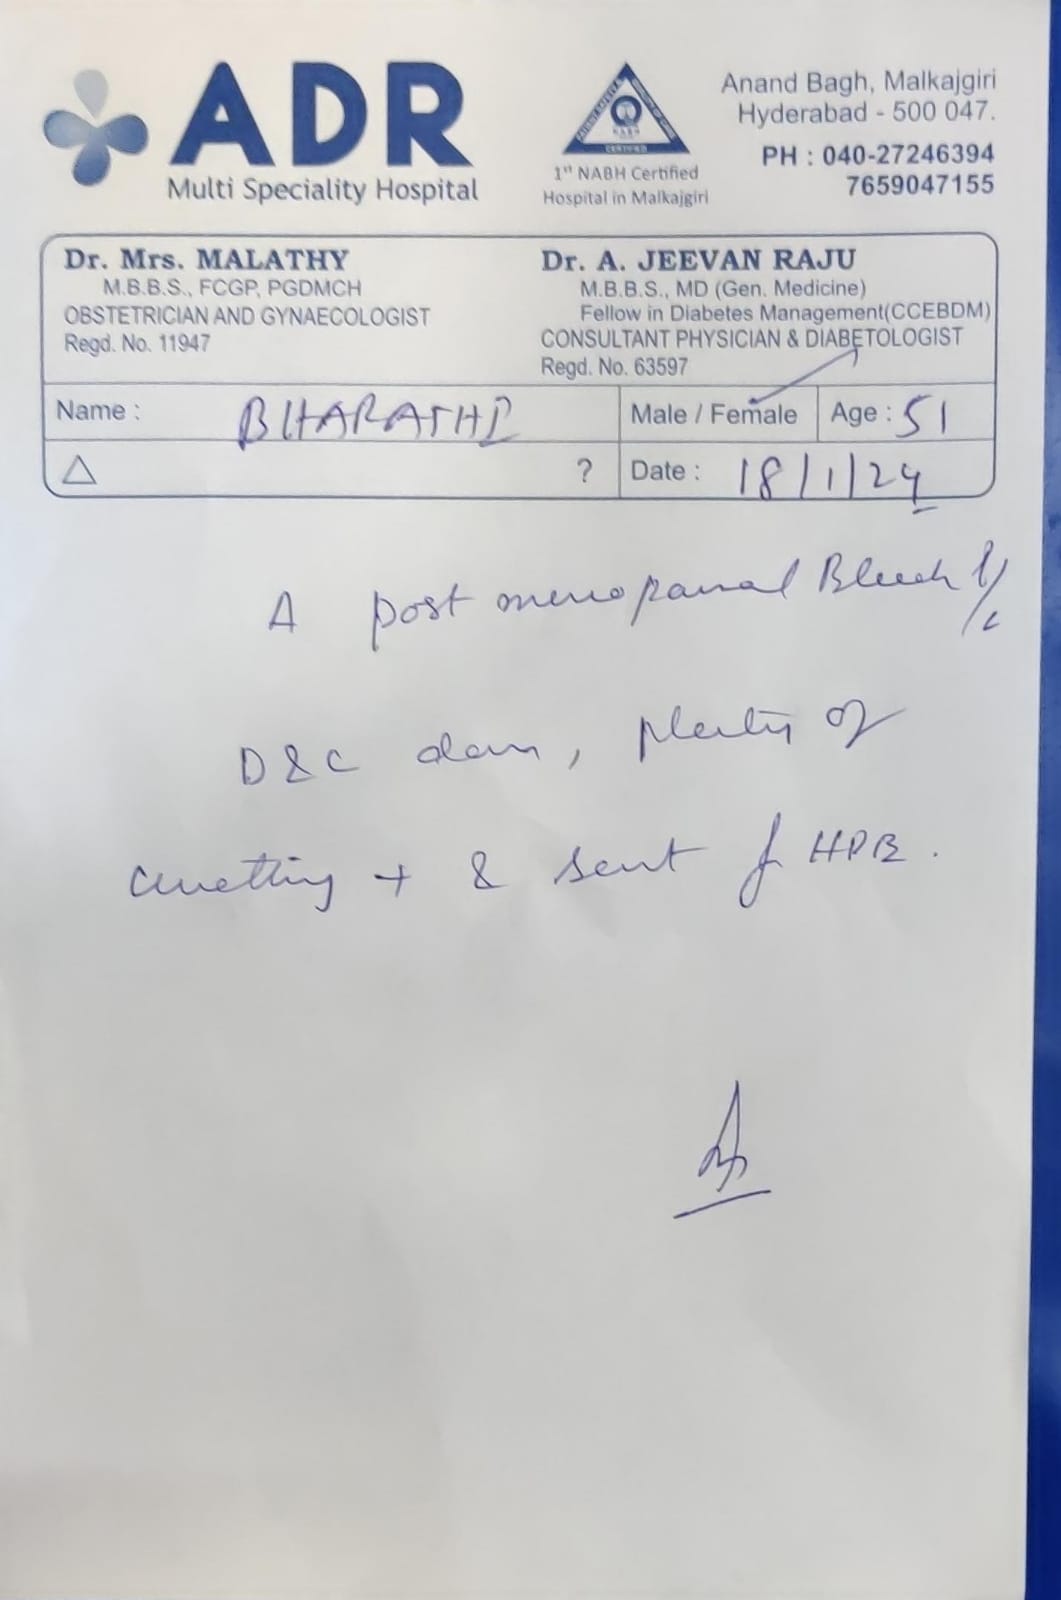 ADR
Multi Speciality Hospital
1st NABH Certified
Hospital in Malkajgiri
Anand Bagh, Malkajgiri
Hyderabad - 500 047.
PH : 040-27246394
7659047155
Dr. Mrs. MALATHY
M.B.B.S., FCGP, PGDMCH
OBSTETRICIAN AND GYNAECOLOGIST
Regd. No. 11947
Dr. A. JEEVAN RAJU
M.B.B.S., MD (Gen. Medicine)
Fellow in Diabetes Management(CCEBDM)
CONSULTANT PHYSICIAN & DIABETOLOGIST
Regd. No. 63597
Name : BHARATHI
Male / Female
Age : 51
△ ?
Date : 18/1/24
A post menopausal
D&C done, plenty of
curetting + & sent for HPE.